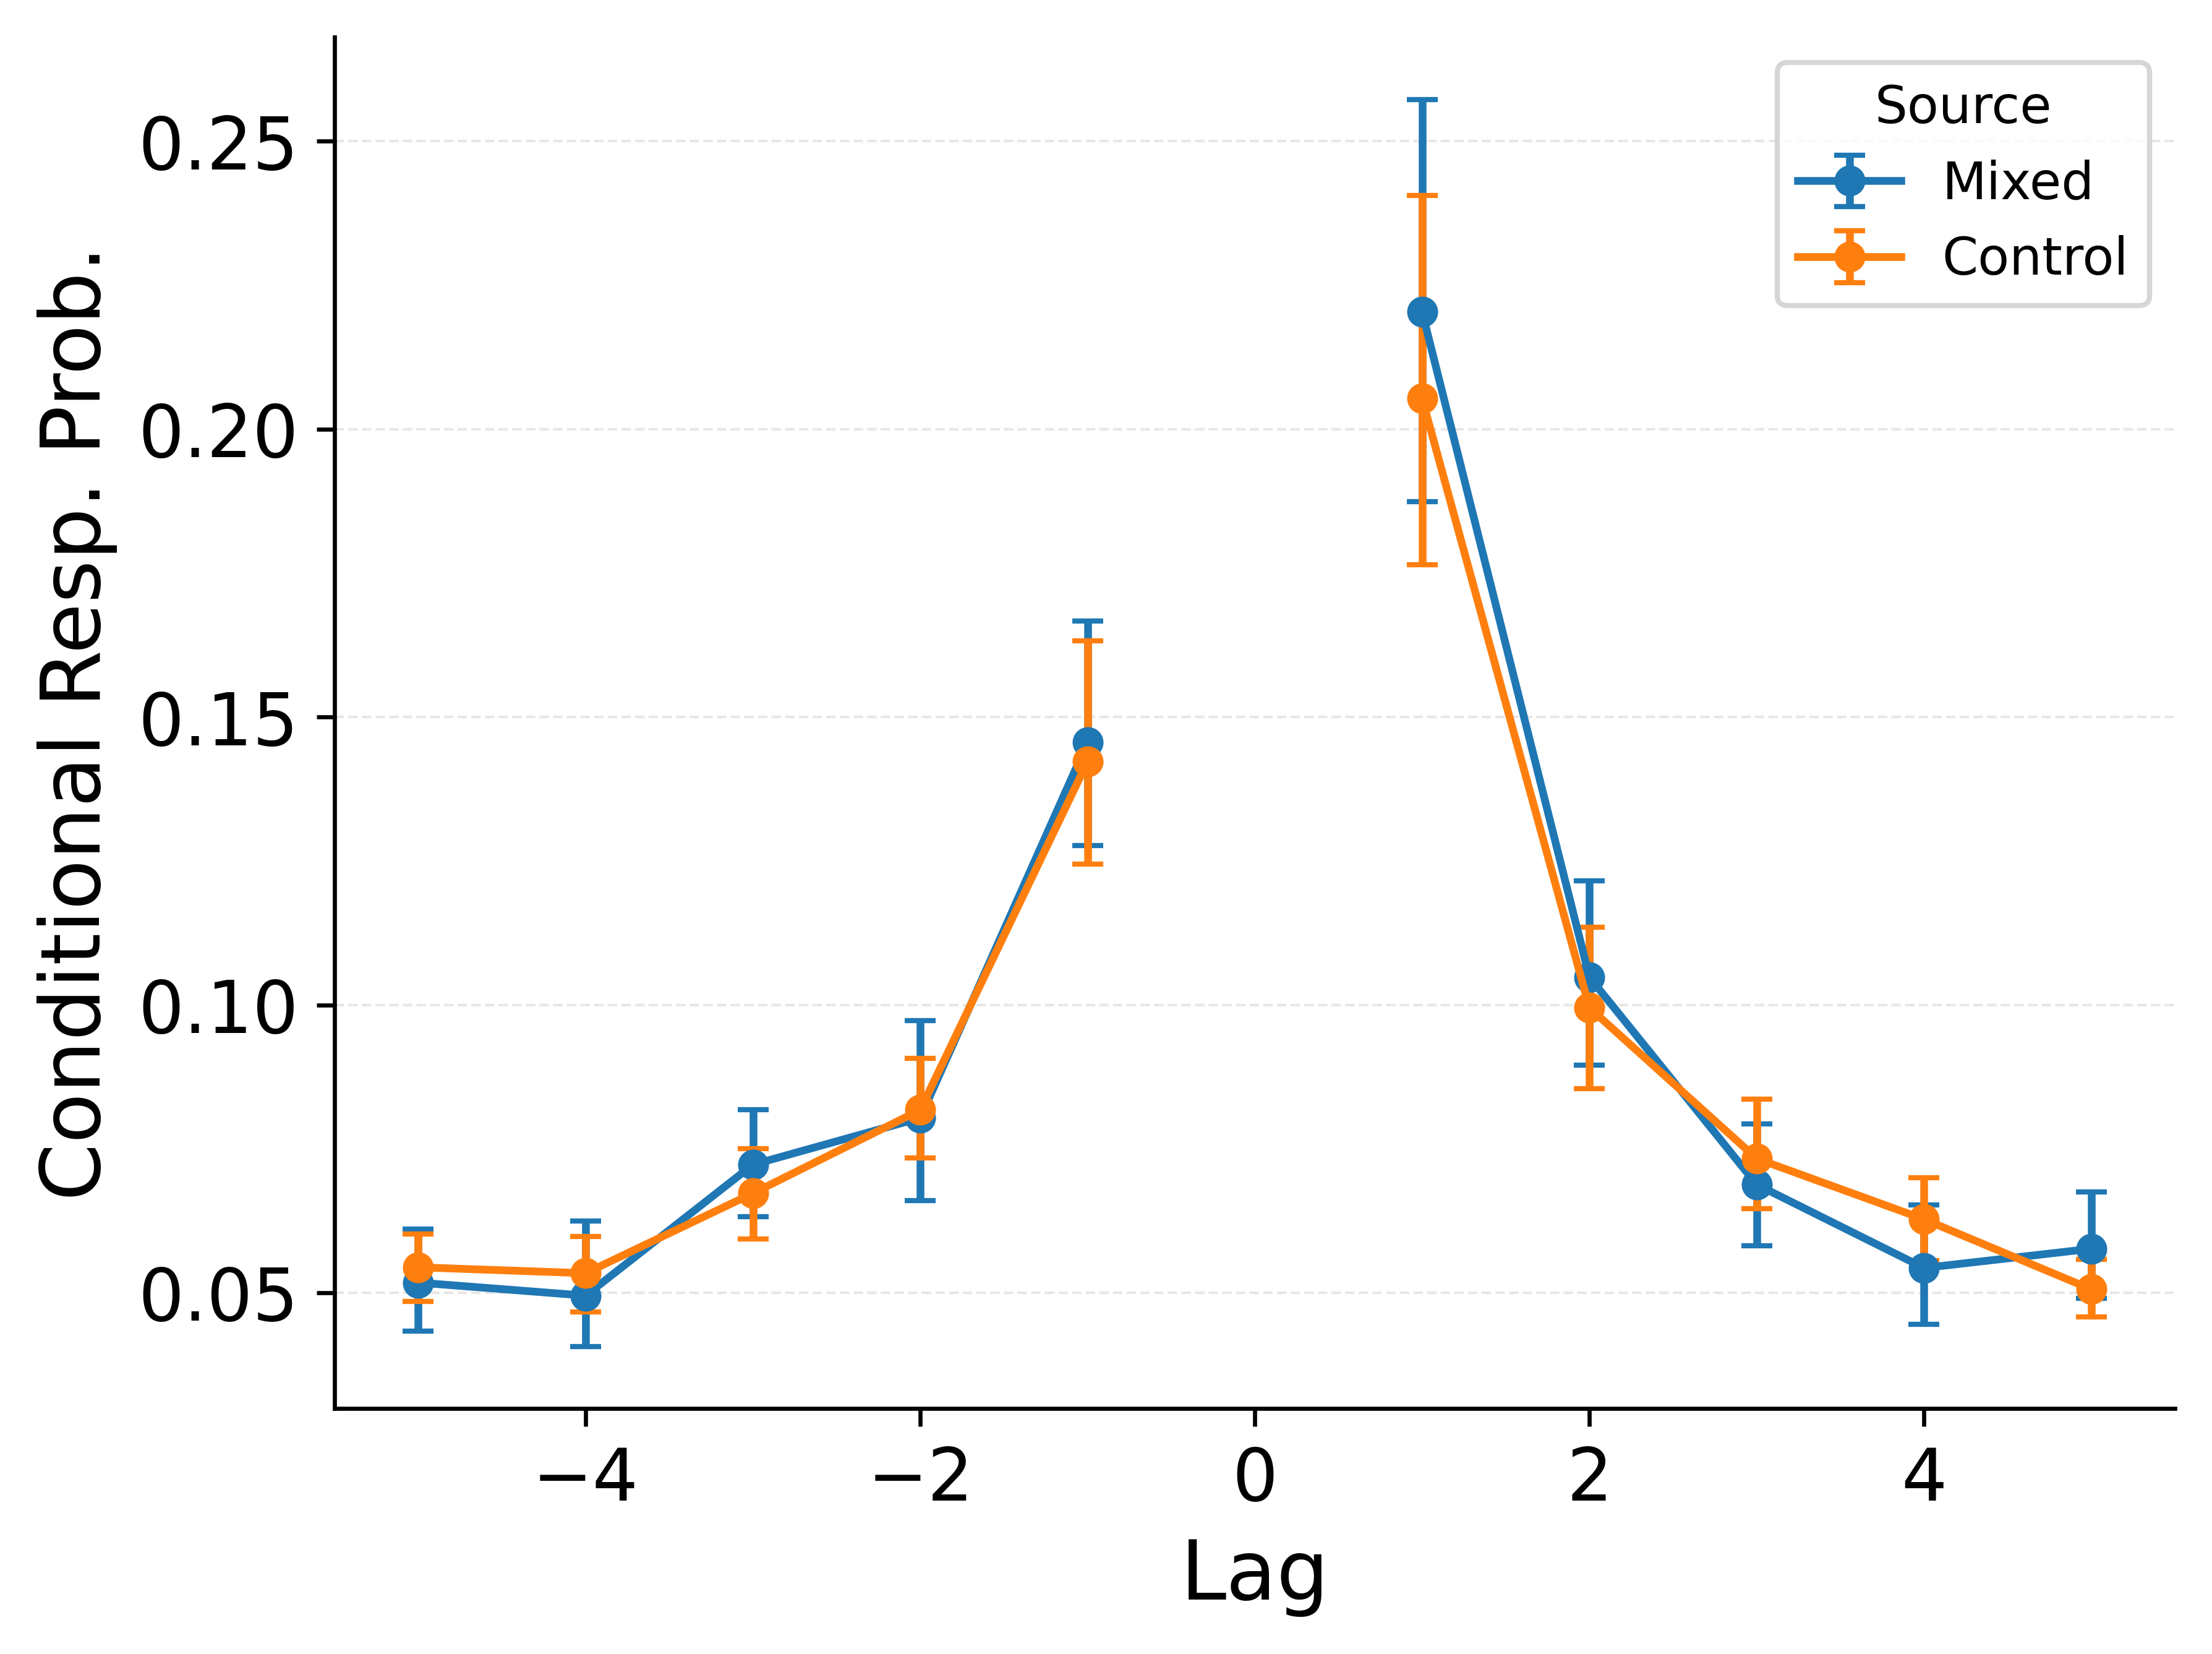 Source
Mixed
Control
Conditional Resp. Prob.
0.25
0.20
0.15
0.10
0.05
−4 −2 0 2 4
Lag